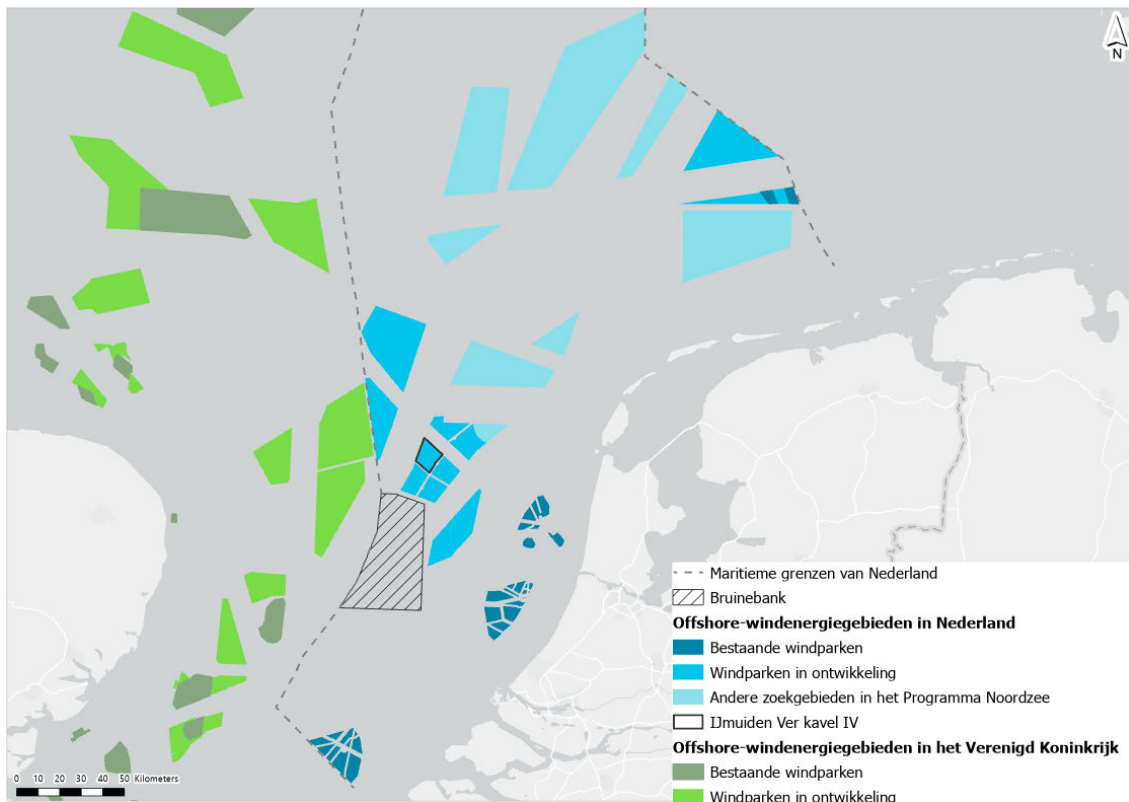 N
Maritieme grenzen van Nederland
Bruinebank
Offshore-windenergiegebieden in Nederland
Bestaande windparken
Windparken in ontwikkeling
Andere zoekgebieden in het Programma Noordzee
IJmuiden Ver kavel IV
Offshore-windenergiegebieden in het Verenigd Koninkrijk
Bestaande windparken
Windparken in ontwikkeling
0 10 20 30 40 50 Kilometers